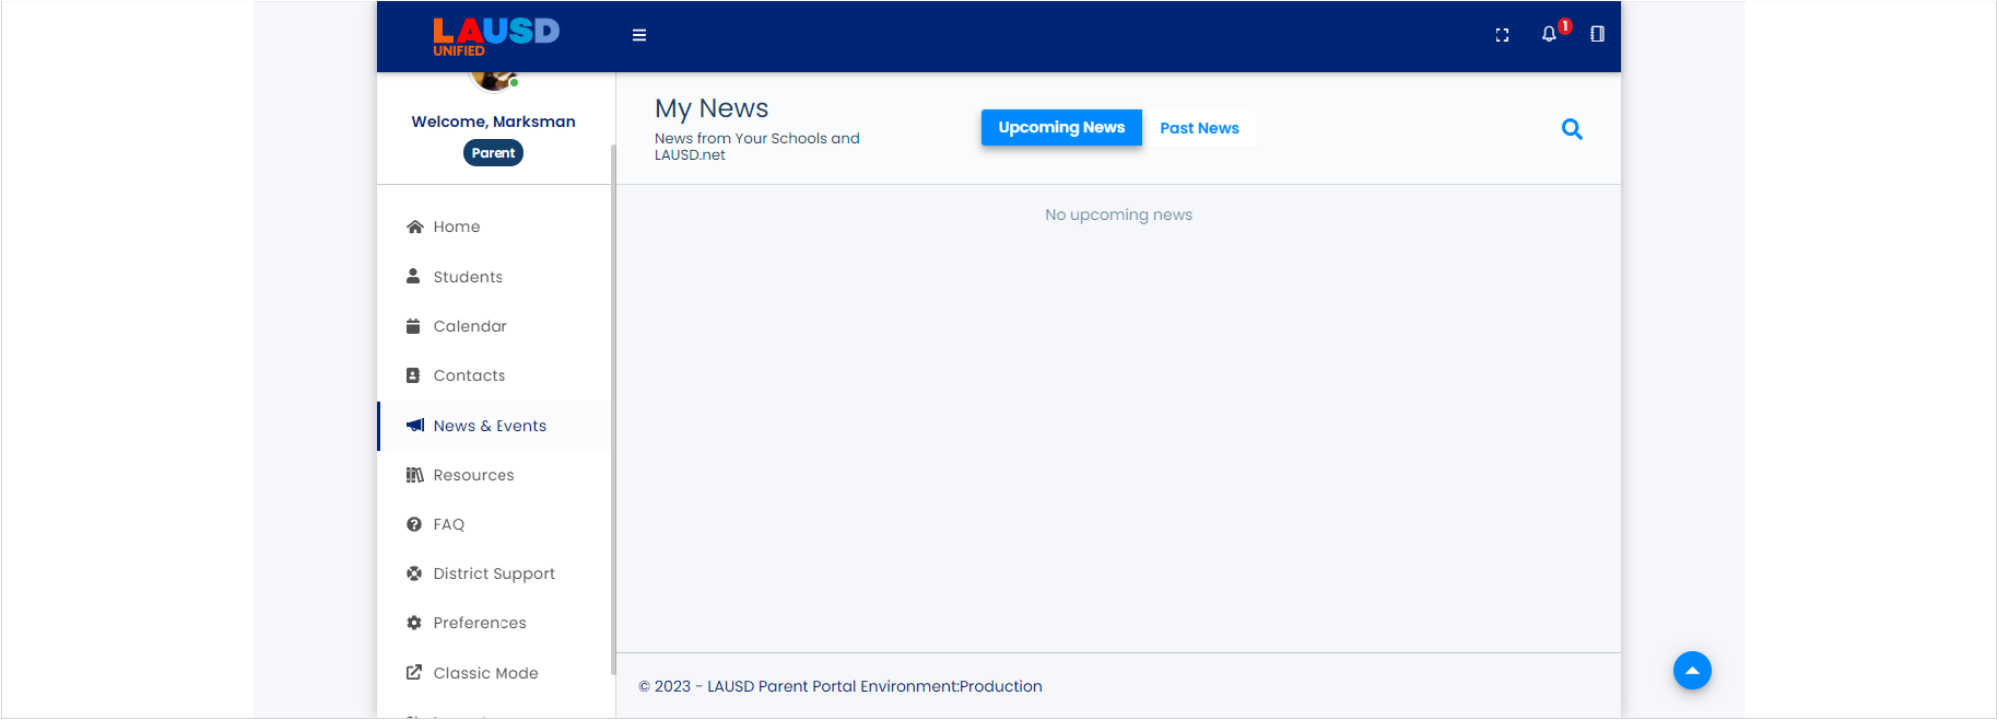 LAUSD
UNIFIED
1
Welcome, Marksman
Parent
Home
Students
Calendar
Contacts
News & Events
Resources
FAQ
District Support
Preferences
Classic Mode
My News
News from Your Schools and
LAUSD.net
Upcoming News
Past News
No upcoming news
© 2023 - LAUSD Parent Portal Environment:Production